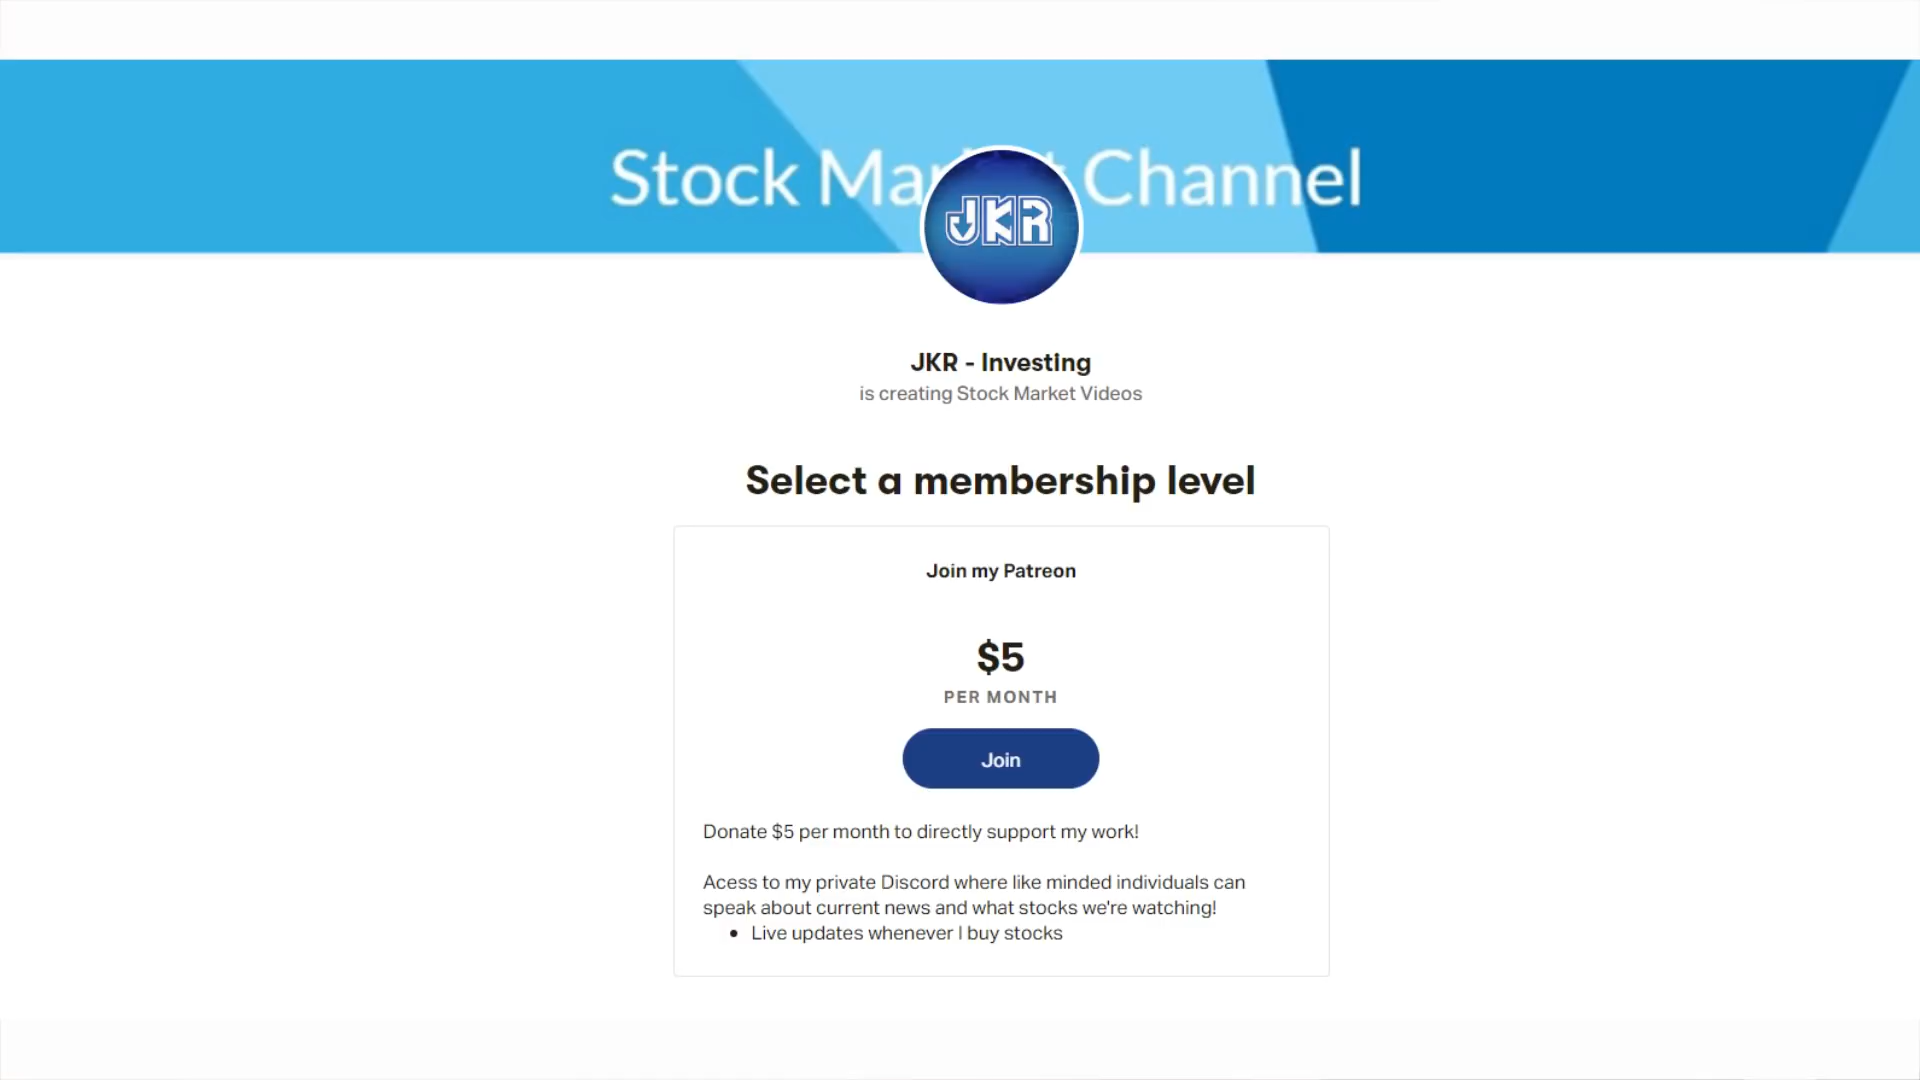 Stock Market Channel
JKR
JKR - Investing
is creating Stock Market Videos
Select a membership level
Join my Patreon
$5
PER MONTH
Join
Donate $5 per month to directly support my work!
Acess to my private Discord where like minded individuals can
speak about current news and what stocks we're watching!
• Live updates whenever I buy stocks